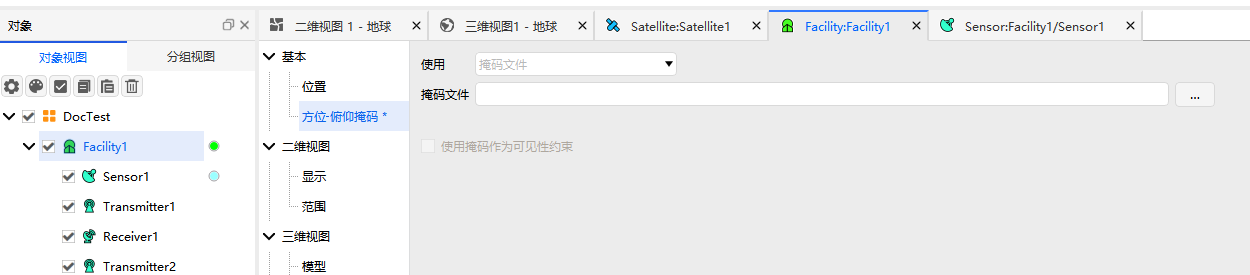 对象
对象视图 分组视图
DocTest
Facility1
Sensor1
Transmitter1
Receiver1
Transmitter2
二维视图 1 - 地球 三维视图1 - 地球 Satellite:Satellite1 Facility:Facility1 Sensor:Facility1/Sensor1
基本
位置
方位-俯仰掩码 *
二维视图
显示
范围
三维视图
模型
使用 掩码文件
掩码文件 ...
使用掩码作为可见性约束